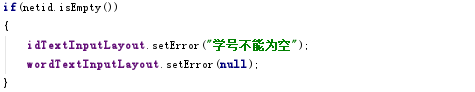 if(netid.isEmpty())
{
idTextInputLayout.setError("学号不能为空");
wordTextInputLayout.setError(null);
}